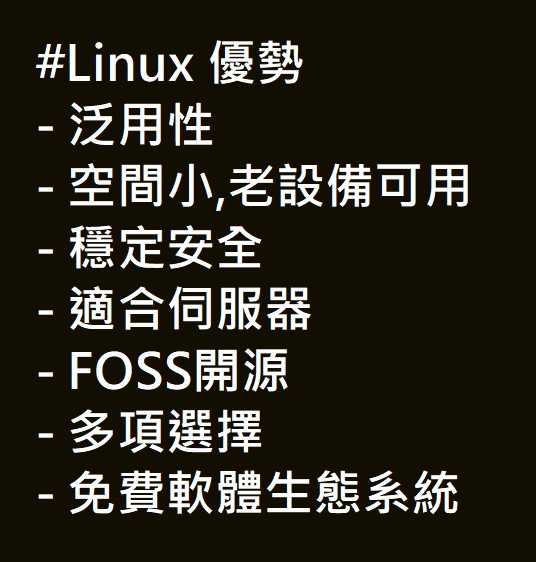 #Linux 優勢
- 泛用性
- 空間小,老設備可用
- 穩定安全
- 適合伺服器
- FOSS開源
- 多項選擇
- 免費軟體生態系統